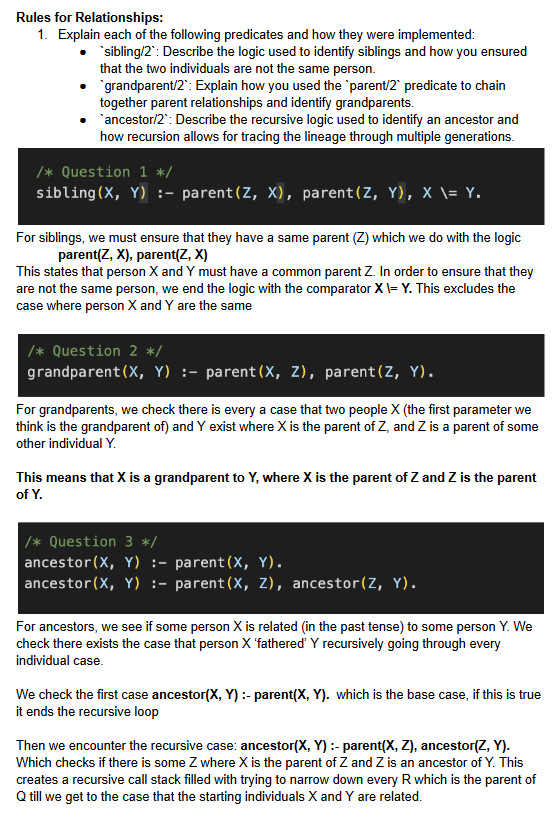 Rules for Relationships:
1. Explain each of the following predicates and how they were implemented:
● `sibling/2`: Describe the logic used to identify siblings and how you ensured
that the two individuals are not the same person.
● `grandparent/2`: Explain how you used the `parent/2` predicate to chain
together parent relationships and identify grandparents.
● `ancestor/2`: Describe the recursive logic used to identify an ancestor and
how recursion allows for tracing the lineage through multiple generations.
/* Question 1 */
sibling(X, Y) :- parent(Z, X), parent(Z, Y), X \= Y.
For siblings, we must ensure that they have a same parent (Z) which we do with the logic
parent(Z, X), parent(Z, X)
This states that person X and Y must have a common parent Z. In order to ensure that they
are not the same person, we end the logic with the comparator X \= Y. This excludes the
case where person X and Y are the same
/* Question 2 */
grandparent(X, Y) :- parent(X, Z), parent(Z, Y).
For grandparents, we check there is every a case that two people X (the first parameter we
think is the grandparent of) and Y exist where X is the parent of Z, and Z is a parent of some
other individual Y.
This means that X is a grandparent to Y, where X is the parent of Z and Z is the parent
of Y.
/* Question 3 */
ancestor(X, Y) :- parent(X, Y).
ancestor(X, Y) :- parent(X, Z), ancestor(Z, Y).
For ancestors, we see if some person X is related (in the past tense) to some person Y. We
check there exists the case that person X 'fathered' Y recursively going through every
individual case.
We check the first case ancestor(X, Y) :- parent(X, Y). which is the base case, if this is true
it ends the recursive loop
Then we encounter the recursive case: ancestor(X, Y) :- parent(X, Z), ancestor(Z, Y).
Which checks if there is some Z where X is the parent of Z and Z is an ancestor of Y. This
creates a recursive call stack filled with trying to narrow down every R which is the parent of
Q till we get to the case that the starting individuals X and Y are related.